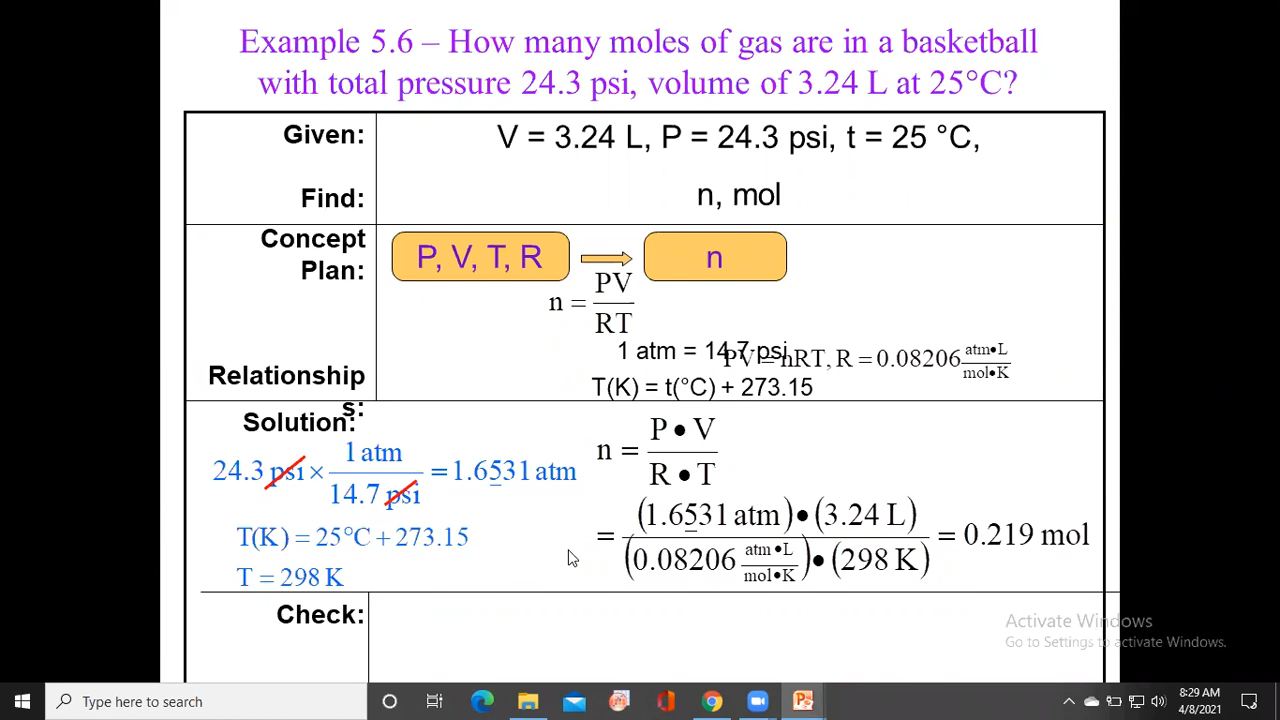 Example 5.6 – How many moles of gas are in a basketball
with total pressure 24.3 psi, volume of 3.24 L at 25°C?
Given:
V = 3.24 L, P = 24.3 psi, t = 25 °C,
Find:
n, mol
Concept
Plan:
P, V, T, R
n
n = PV/RT
Relationship
s:
1 atm = 14.7 psi
PV = nRT, R = 0.08206 atm•L/mol•K
T(K) = t(°C) + 273.15
Solution:
24.3 psi × 1 atm/14.7 psi = 1.6531 atm
T(K) = 25°C + 273.15
T = 298 K
n = P • V/R • T
= (1.6531 atm)•(3.24 L)/(0.08206 atm•L/mol•K)•(298 K) = 0.219 mol
Check:
Activate Windows
Go to Settings to activate Windows.
Type here to search
8:29 AM
4/8/2021